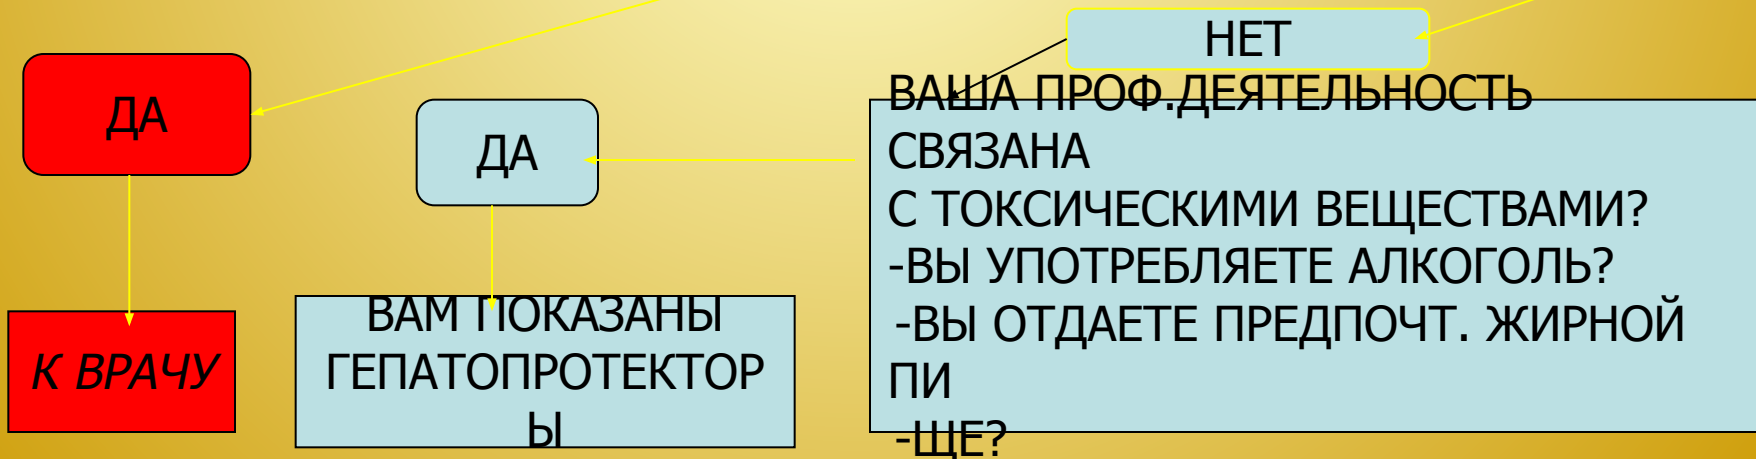 НЕТ
ДА
ДА
ВАША ПРОФ.ДЕЯТЕЛЬНОСТЬ
СВЯЗАНА
С ТОКСИЧЕСКИМИ ВЕЩЕСТВАМИ?
-ВЫ УПОТРЕБЛЯЕТЕ АЛКОГОЛЬ?
-ВЫ ОТДАЕТЕ ПРЕДПОЧТ. ЖИРНОЙ
ПИ
-ЩЕ?
К ВРАЧУ
ВАМ ПОКАЗАНЫ
ГЕПАТОПРОТЕКТОР
Ы